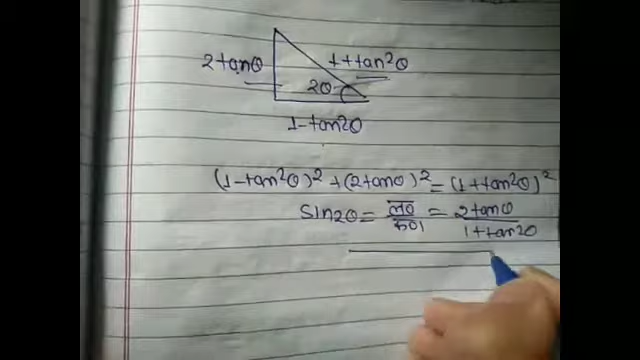 2tanθ
1+tan²θ
2θ
1-tan²θ
(1-tan²θ)²+(2tanθ)²=(1+tan²θ)²
sin2θ= = 2tanθ / 1+tan²θ